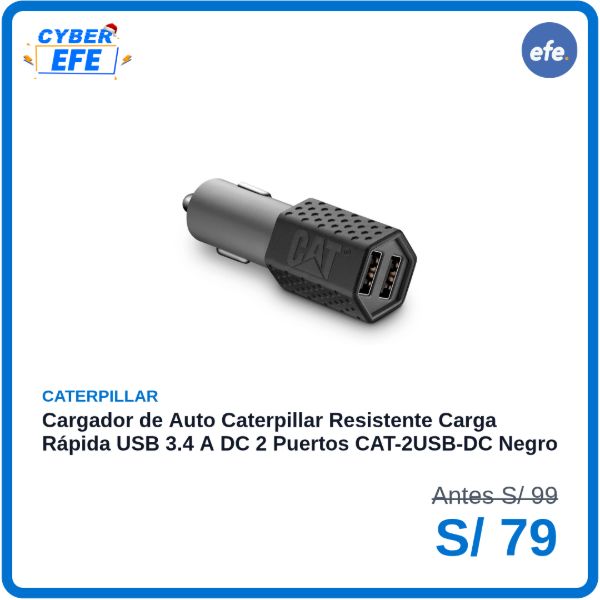 CYBER
EFE
efe.
CAT
CATERPILLAR
Cargador de Auto Caterpillar Resistente Carga
Rápida USB 3.4 A DC 2 Puertos CAT-2USB-DC Negro
Antes S/ 99
S/ 79